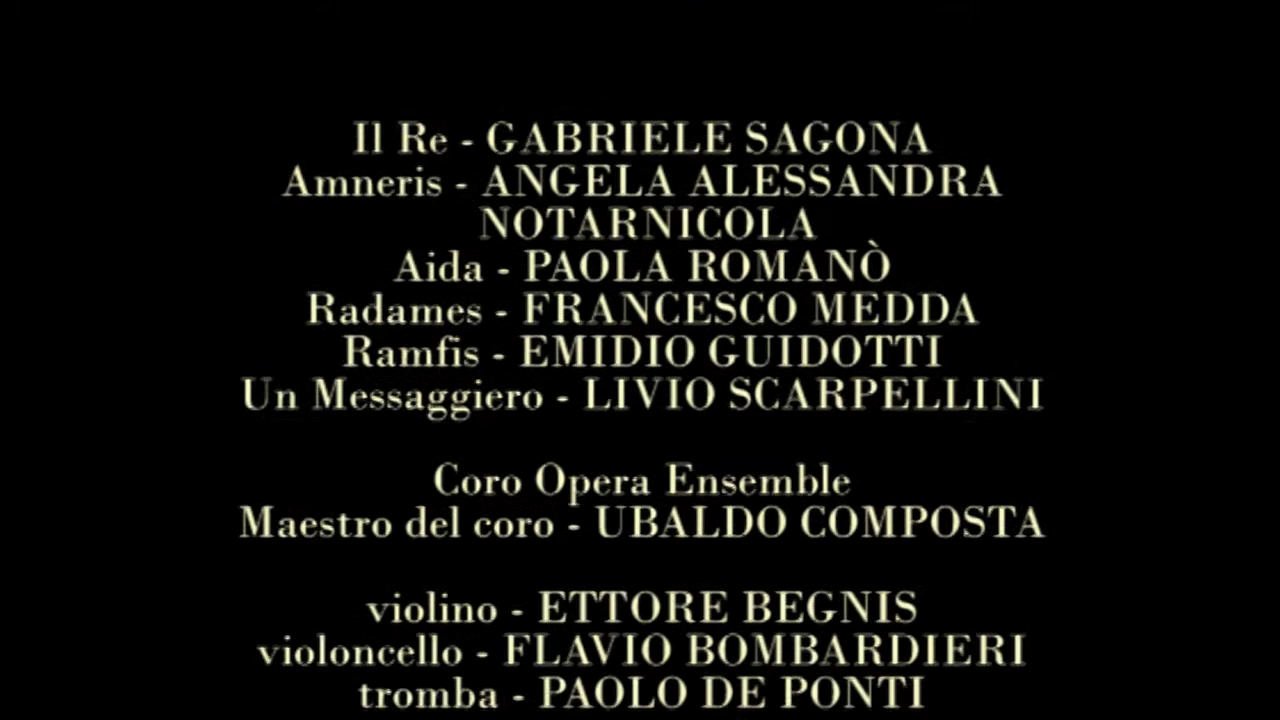 Il Re - GABRIELE SAGONA
Amneris - ANGELA ALESSANDRA
NOTARNICOLA
Aida - PAOLA ROMANÒ
Radames - FRANCESCO MEDDA
Ramfis - EMIDIO GUIDOTTI
Un Messaggiero - LIVIO SCARPELLINI
Coro Opera Ensemble
Maestro del coro - UBALDO COMPOSTA
violino - ETTORE BEGNIS
violoncello - FLAVIO BOMBARDIERI
tromba - PAOLO DE PONTI